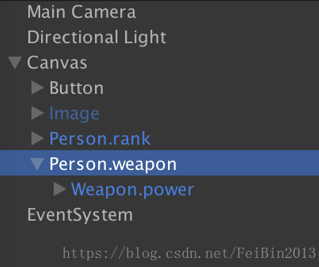 Main Camera
Directional Light
Canvas
Button
Image
Person.rank
Person.weapon
Weapon.power
EventSystem
https://blog.csdn.net/FeiBin2013